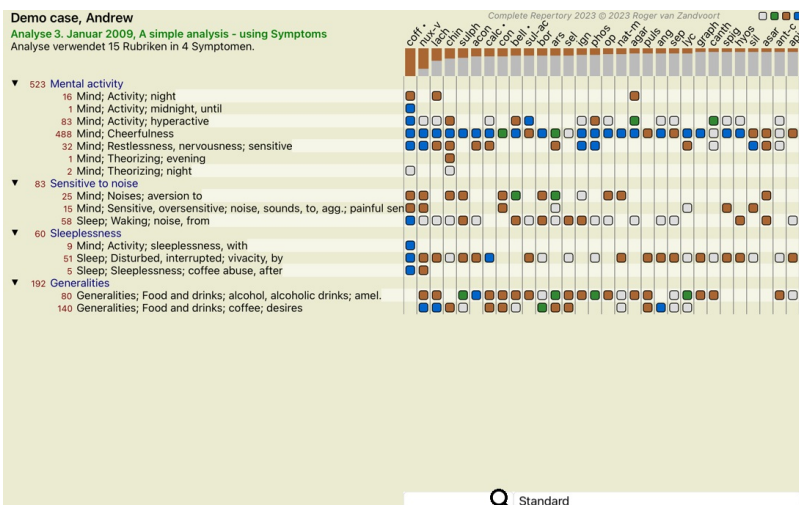 Demo case, Andrew
Complete Repertory 2023 © 2023 Roger van Zandvoort
Analyse 3. Januar 2009, A simple analysis - using Symptoms
Analyse verwendet 15 Rubriken in 4 Symptomen.
coff • nux-v lach chin sulph acon calc • con bell • sul-ac bor ars sel ign phos op nat-m agar puls ang sep lyc graph canth spig hyos sil asar ant-c api
▼ 523 Mental activity
16 Mind; Activity; night
1 Mind; Activity; midnight, until
83 Mind; Activity; hyperactive
488 Mind; Cheerfulness
32 Mind; Restlessness, nervousness; sensitive
1 Mind; Theorizing; evening
2 Mind; Theorizing; night
▼ 83 Sensitive to noise
25 Mind; Noises; aversion to
15 Mind; Sensitive, oversensitive; noise, sounds, to, agg.; painful sen
58 Sleep; Waking; noise, from
▼ 60 Sleeplessness
9 Mind; Activity; sleeplessness, with
51 Sleep; Disturbed, interrupted; vivacity, by
5 Sleep; Sleeplessness; coffee abuse, after
▼ 192 Generalities
80 Generalities; Food and drinks; alcohol, alcoholic drinks; amel.
140 Generalities; Food and drinks; coffee; desires
Standard